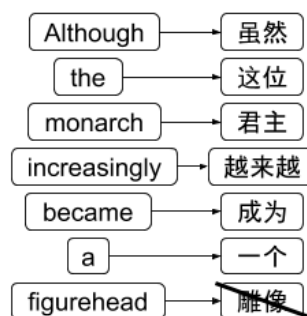 Although 虽然
the 这位
monarch 君主
increasingly 越来越
became 成为
a 一个
figurehead 雕像